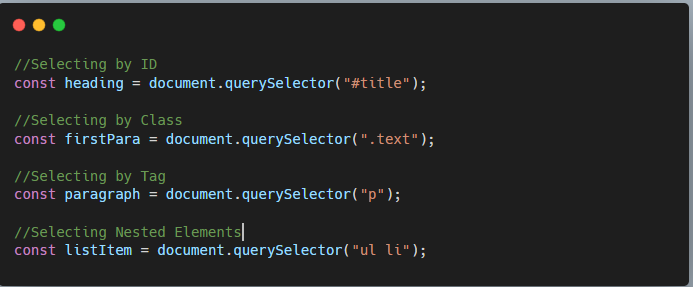 //Selecting by ID
const heading = document.querySelector("#title");
//Selecting by Class
const firstPara = document.querySelector(".text");
//Selecting by Tag
const paragraph = document.querySelector("p");
//Selecting Nested Elements
const listItem = document.querySelector("ul li");